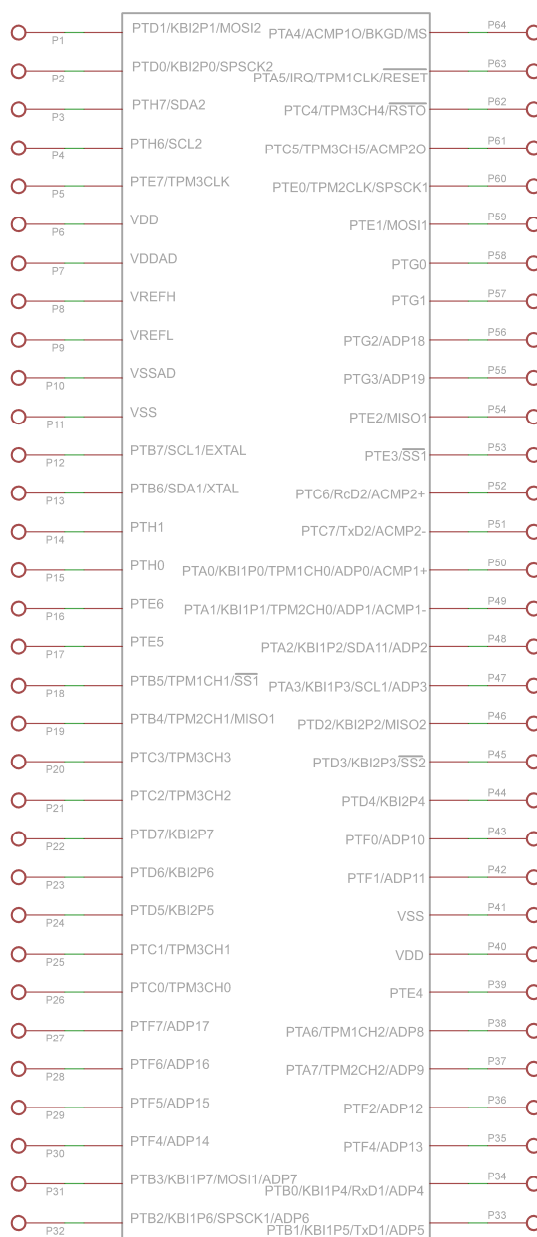 PTD1/KBI2P1/MOSI2 PTA4/ACMP1O/BKGD/MS P64
P1
PTD0/KBI2P0/SPSCK2 PTA5/IRQ/TPM1CLK/RESET P63
P2
PTH7/SDA2 PTC4/TPM3CH4/RSTO P62
P3
PTH6/SCL2 PTC5/TPM3CH5/ACMP2O P61
P4
PTE7/TPM3CLK PTE0/TPM2CLK/SPSCK1 P60
P5
VDD PTE1/MOSI1 P59
P6
VDDAD PTG0 P58
P7
VREFH PTG1 P57
P8
VREFL PTG2/ADP18 P56
P9
VSSAD PTG3/ADP19 P55
P10
VSS PTE2/MISO1 P54
P11
PTB7/SCL1/EXTAL PTE3/SS1 P53
P12
PTB6/SDA1/XTAL PTC6/RcD2/ACMP2+ P52
P13
PTH1 PTC7/TxD2/ACMP2- P51
P14
PTH0 PTA0/KBI1P0/TPM1CH0/ADP0/ACMP1+ P50
P15
PTE6 PTA1/KBI1P1/TPM2CH0/ADP1/ACMP1- P49
P16
PTE5 PTA2/KBI1P2/SDA11/ADP2 P48
P17
PTB5/TPM1CH1/SS1 PTA3/KBI1P3/SCL1/ADP3 P47
P18
PTB4/TPM2CH1/MISO1 PTD2/KBI2P2/MISO2 P46
P19
PTC3/TPM3CH3 PTD3/KBI2P3/SS2 P45
P20
PTC2/TPM3CH2 PTD4/KBI2P4 P44
P21
PTD7/KBI2P7 PTF0/ADP10 P43
P22
PTD6/KBI2P6 PTF1/ADP11 P42
P23
PTD5/KBI2P5 VSS P41
P24
PTC1/TPM3CH1 VDD P40
P25
PTC0/TPM3CH0 PTE4 P39
P26
PTF7/ADP17 PTA6/TPM1CH2/ADP8 P38
P27
PTF6/ADP16 PTA7/TPM2CH2/ADP9 P37
P28
PTF5/ADP15 PTF2/ADP12 P36
P29
PTF4/ADP14 PTF4/ADP13 P35
P30
PTB3/KBI1P7/MOSI1/ADP7 PTB0/KBI1P4/RxD1/ADP4 P34
P31
PTB2/KBI1P6/SPSCK1/ADP6 PTB1/KBI1P5/TxD1/ADP5 P33
P32